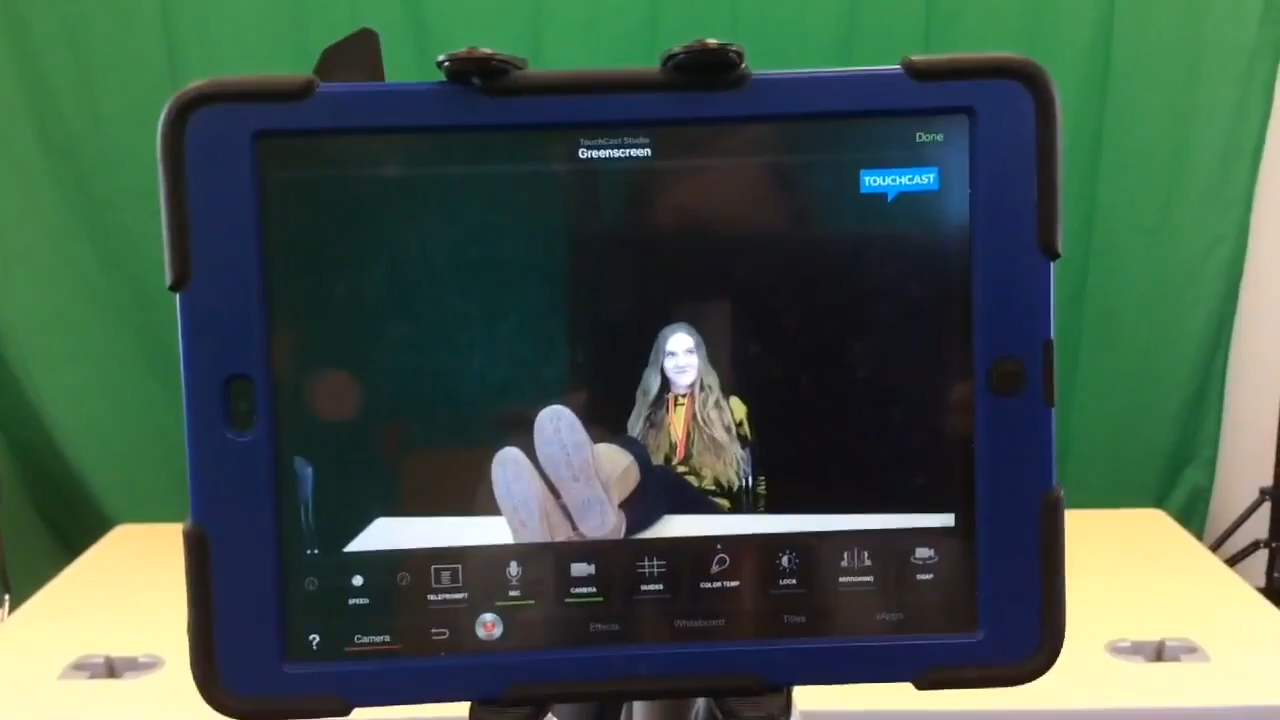 TouchCast Studio
Greenscreen
Done
TOUCHCAST
SPEED
TELEPROMPT
MIC
CAMERA
GUIDES
COLOR TEMP
LOCK
MIRRORING
SWAP
?
Camera
Effects
Whiteboard
Titles
vApps